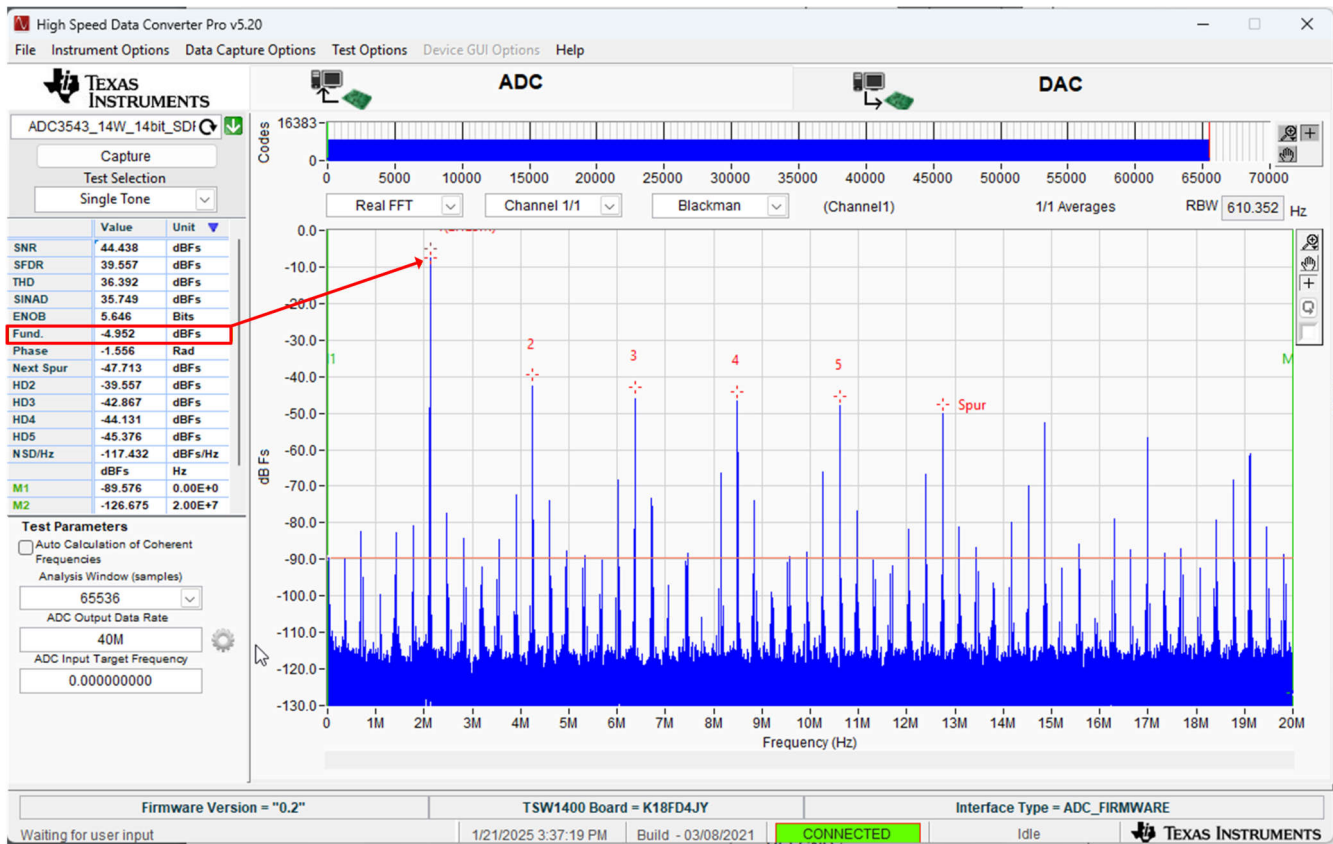 High Speed Data Converter Pro v5.20
File Instrument Options Data Capture Options Test Options Device GUI Options Help
TEXAS INSTRUMENTS
ADC
DAC
ADC3543_14W_14bit_SDI
Capture
Test Selection
Single Tone
Value Unit
SNR 44.438 dBFs
SFDR 39.557 dBFs
THD 36.392 dBFs
SINAD 35.749 dBFs
ENOB 5.646 Bits
Fund. -4.952 dBFs
Phase -1.556 Rad
Next Spur -47.713 dBFs
HD2 -39.557 dBFs
HD3 -42.867 dBFs
HD4 -44.131 dBFs
HD5 -45.376 dBFs
NSD/Hz -117.432 dBFs/Hz
dBFs Hz
M1 -89.576 0.00E+0
M2 -126.675 2.00E+7
Test Parameters
Auto Calculation of Coherent
Frequencies
Analysis Window (samples)
65536
ADC Output Data Rate
40M
ADC Input Target Frequency
0.000000000
Codes
16383
0
0 5000 10000 15000 20000 25000 30000 35000 40000 45000 50000 55000 60000 65000 70000
Real FFT Channel 1/1 Blackman (Channel1) 1/1 Averages RBW 610.352 Hz
dBFs
0.0
-10.0
-20.0
-30.0
-40.0
-50.0
-60.0
-70.0
-80.0
-90.0
-100.0
-110.0
-120.0
-130.0
1
2
3
4
5
Spur
M
0 1M 2M 3M 4M 5M 6M 7M 8M 9M 10M 11M 12M 13M 14M 15M 16M 17M 18M 19M 20M
Frequency (Hz)
Firmware Version = "0.2" TSW1400 Board = K18FD4JY Interface Type = ADC_FIRMWARE
Waiting for user input 1/21/2025 3:37:19 PM Build - 03/08/2021 CONNECTED Idle TEXAS INSTRUMENTS